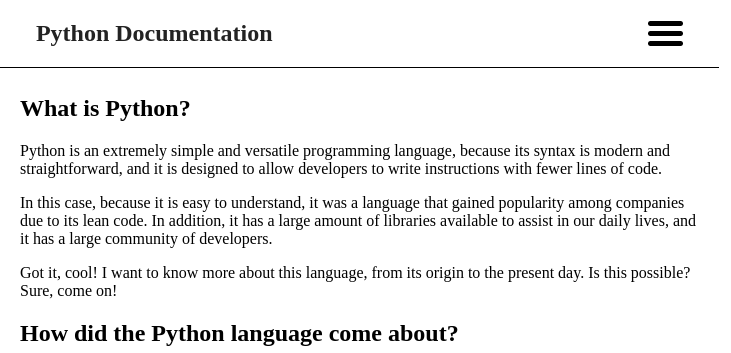 Python Documentation
What is Python?
Python is an extremely simple and versatile programming language, because its syntax is modern and
straightforward, and it is designed to allow developers to write instructions with fewer lines of code.
In this case, because it is easy to understand, it was a language that gained popularity among companies
due to its lean code. In addition, it has a large amount of libraries available to assist in our daily lives, and
it has a large community of developers.
Got it, cool! I want to know more about this language, from its origin to the present day. Is this possible?
Sure, come on!
How did the Python language come about?